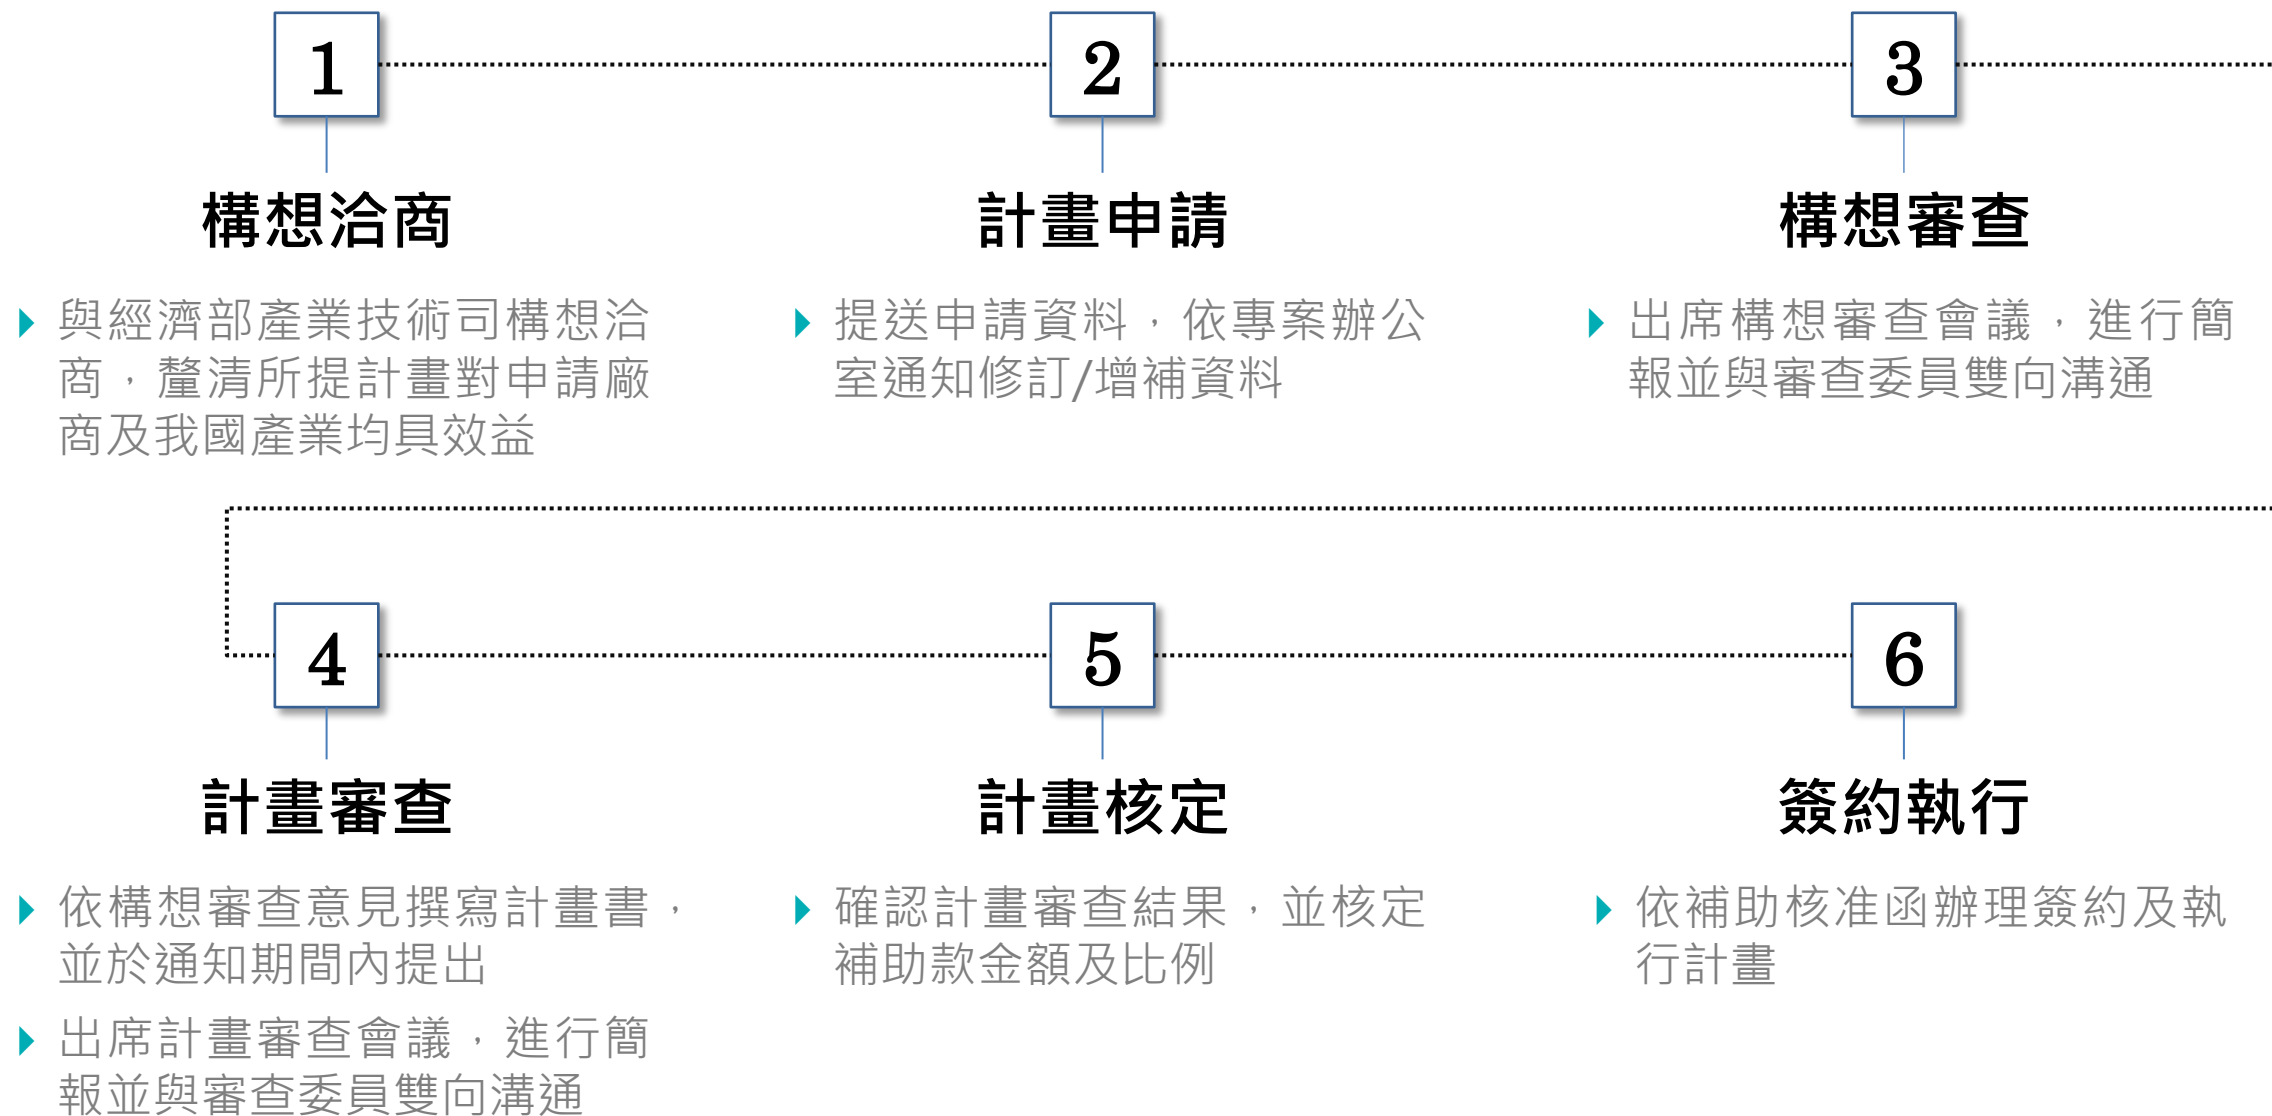 1
2
3
構想洽商
計畫申請
構想審查
與經濟部產業技術司構想洽
商，釐清所提計畫對申請廠
商及我國產業均具效益
提送申請資料，依專案辦公
室通知修訂/增補資料
出席構想審查會議，進行簡
報並與審查委員雙向溝通
4
5
6
計畫審查
計畫核定
簽約執行
依構想審查意見撰寫計畫書，
並於通知期間內提出
出席計畫審查會議，進行簡
報並與審查委員雙向溝通
確認計畫審查結果，並核定
補助款金額及比例
依補助核准函辦理簽約及執
行計畫